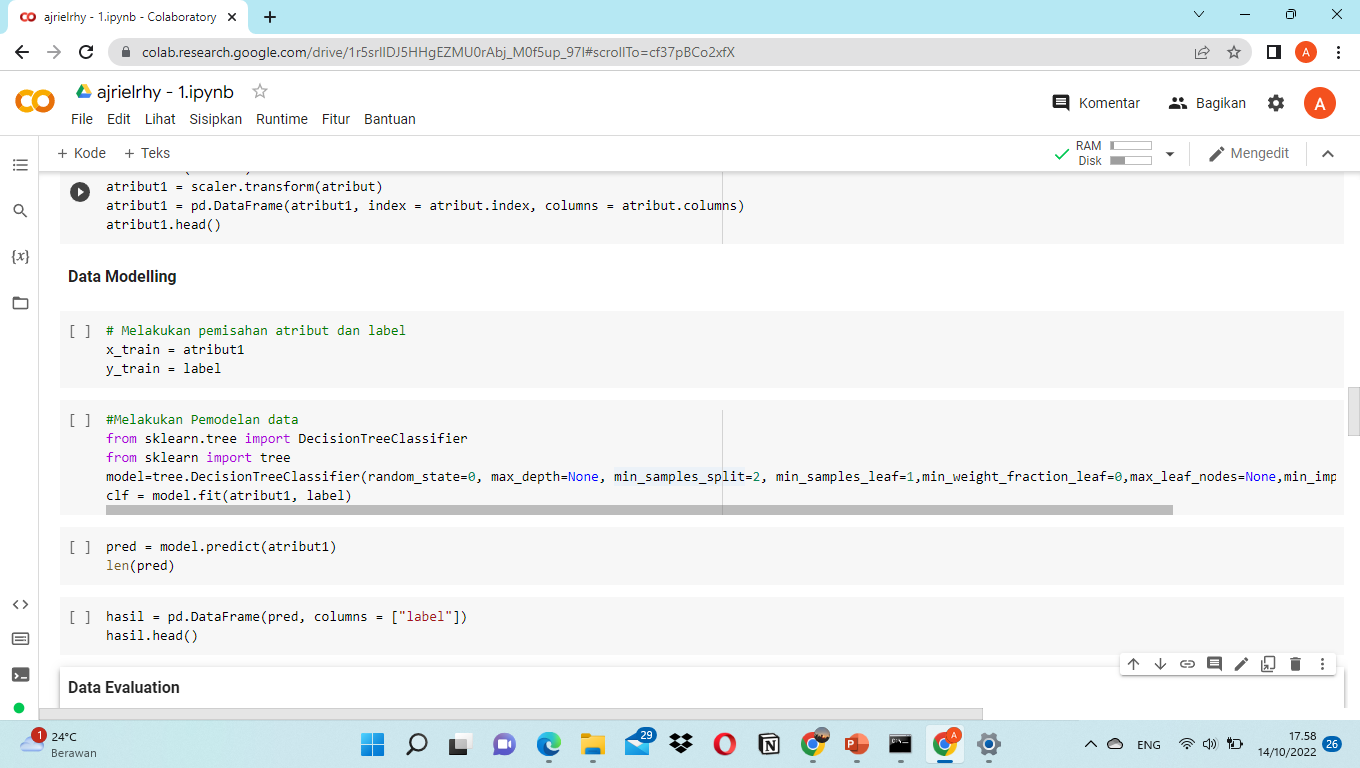 ajrielrhy - 1.ipynb - Colaboratory
colab.research.google.com/drive/1r5srIIDJ5HHgEZMU0rAbj_M0f5up_97I#scrollTo=cf37pBCo2xfX
A
ajrielrhy - 1.ipynb
File Edit Lihat Sisipkan Runtime Fitur Bantuan
Komentar
Bagikan
A
+ Kode + Teks
RAM
Disk
Mengedit
{x}
atribut1 = scaler.transform(atribut)
atribut1 = pd.DataFrame(atribut1, index = atribut.index, columns = atribut.columns)
atribut1.head()
Data Modelling
[ ] # Melakukan pemisahan atribut dan label
x_train = atribut1
y_train = label
[ ] #Melakukan Pemodelan data
from sklearn.tree import DecisionTreeClassifier
from sklearn import tree
model=tree.DecisionTreeClassifier(random_state=0, max_depth=None, min_samples_split=2, min_samples_leaf=1,min_weight_fraction_leaf=0,max_leaf_nodes=None,min_imp
clf = model.fit(atribut1, label)
[ ] pred = model.predict(atribut1)
len(pred)
[ ] hasil = pd.DataFrame(pred, columns = ["label"])
hasil.head()
Data Evaluation
1
24°C
Berawan
29
A
ENG
17.58
14/10/2022
26